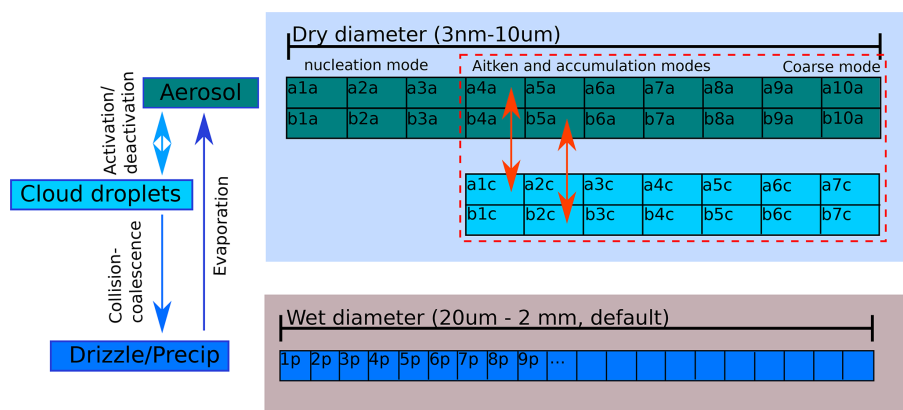 Dry diameter (3nm-10um)
nucleation mode
Aitken and accumulation modes
Coarse mode
a1a a2a a3a a4a a5a a6a a7a a8a a9a a10a
b1a b2a b3a b4a b5a b6a b7a b8a b9a b10a
a1c a2c a3c a4c a5c a6c a7c
b1c b2c b3c b4c b5c b6c b7c
Aerosol
Activation/
deactivation
Cloud droplets
Collision-
coalescence
Evaporation
Drizzle/Precip
Wet diameter (20um - 2 mm, default)
1p 2p 3p 4p 5p 6p 7p 8p 9p ...